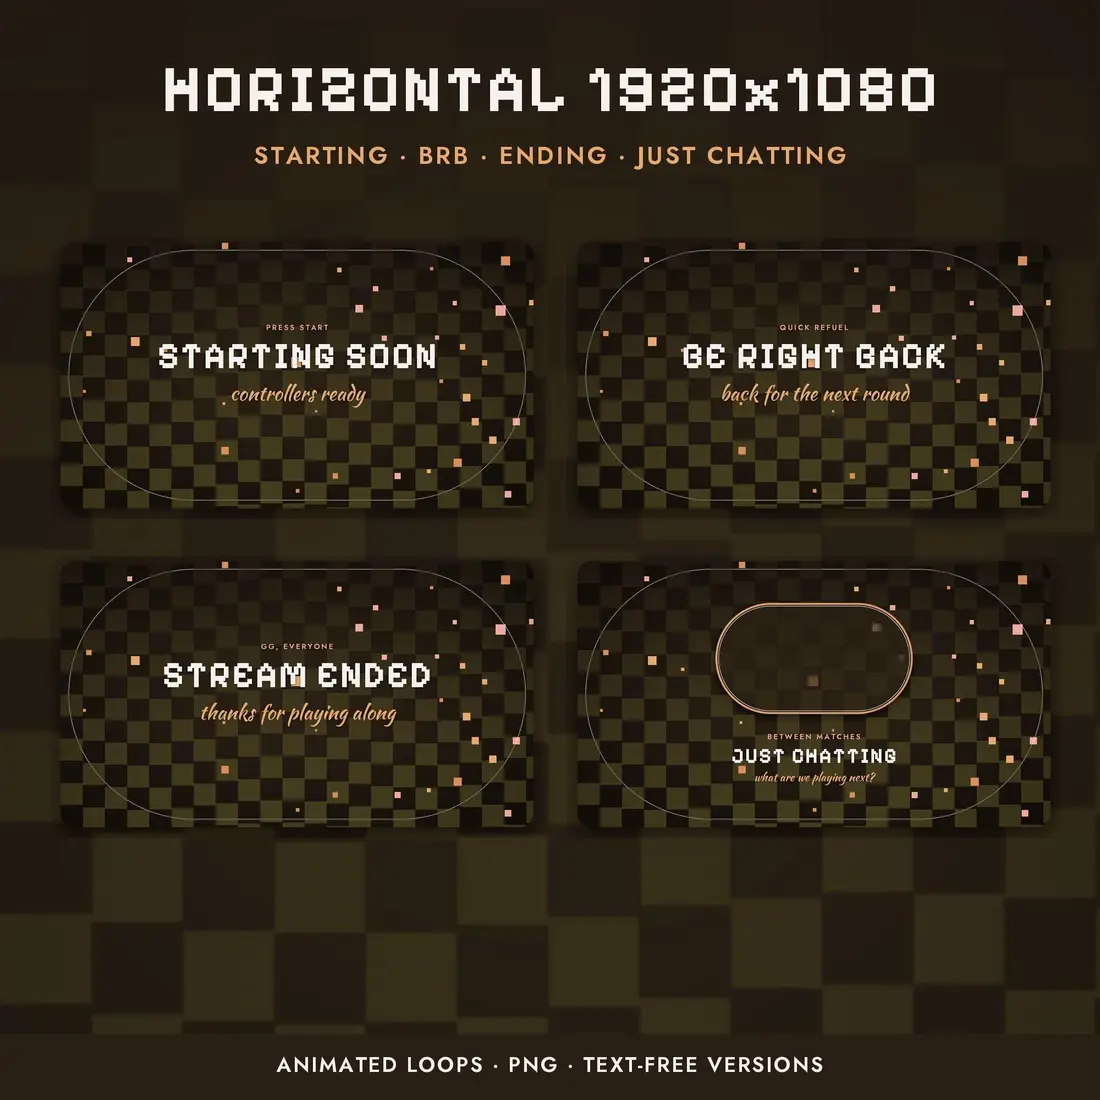 HORIZONTAL 1920x1080
STARTING · BRB · ENDING · JUST CHATTING
PRESS START
STARTING SOON
controllers ready
QUICK REFUEL
BE RIGHT BACK
back for the next round
GG, EVERYONE
STREAM ENDED
thanks for playing along
BETWEEN MATCHES
JUST CHATTING
what are we playing next?
ANIMATED LOOPS · PNG · TEXT-FREE VERSIONS